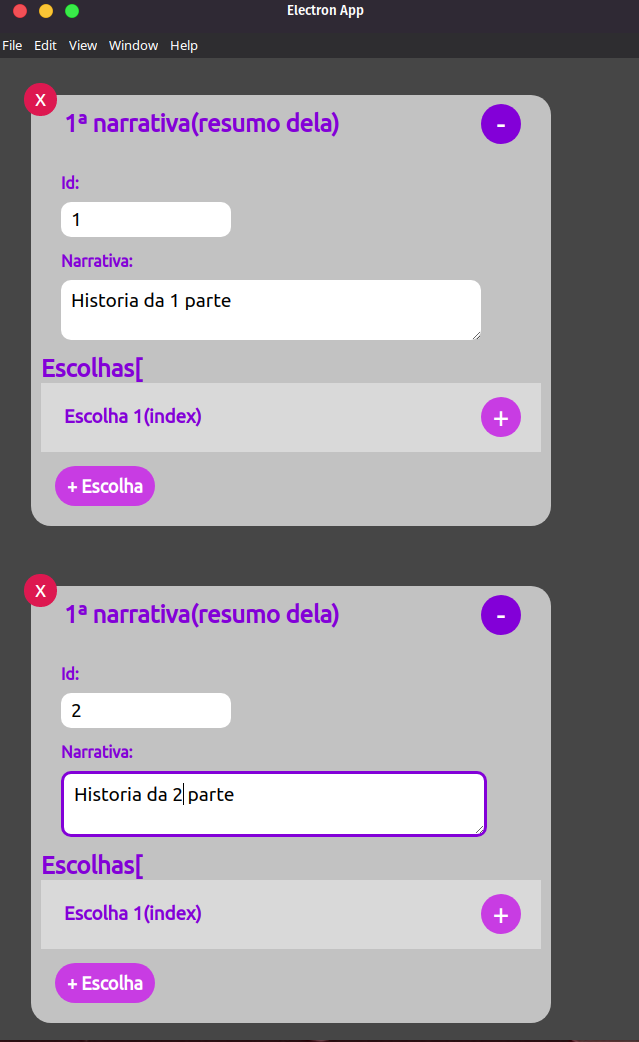 Electron App
File Edit View Window Help
X
1ª narrativa(resumo dela)
-
Id:
1
Narrativa:
Historia da 1 parte
Escolhas[
Escolha 1(index)
+
+ Escolha
X
1ª narrativa(resumo dela)
-
Id:
2
Narrativa:
Historia da 2 parte
Escolhas[
Escolha 1(index)
+
+ Escolha